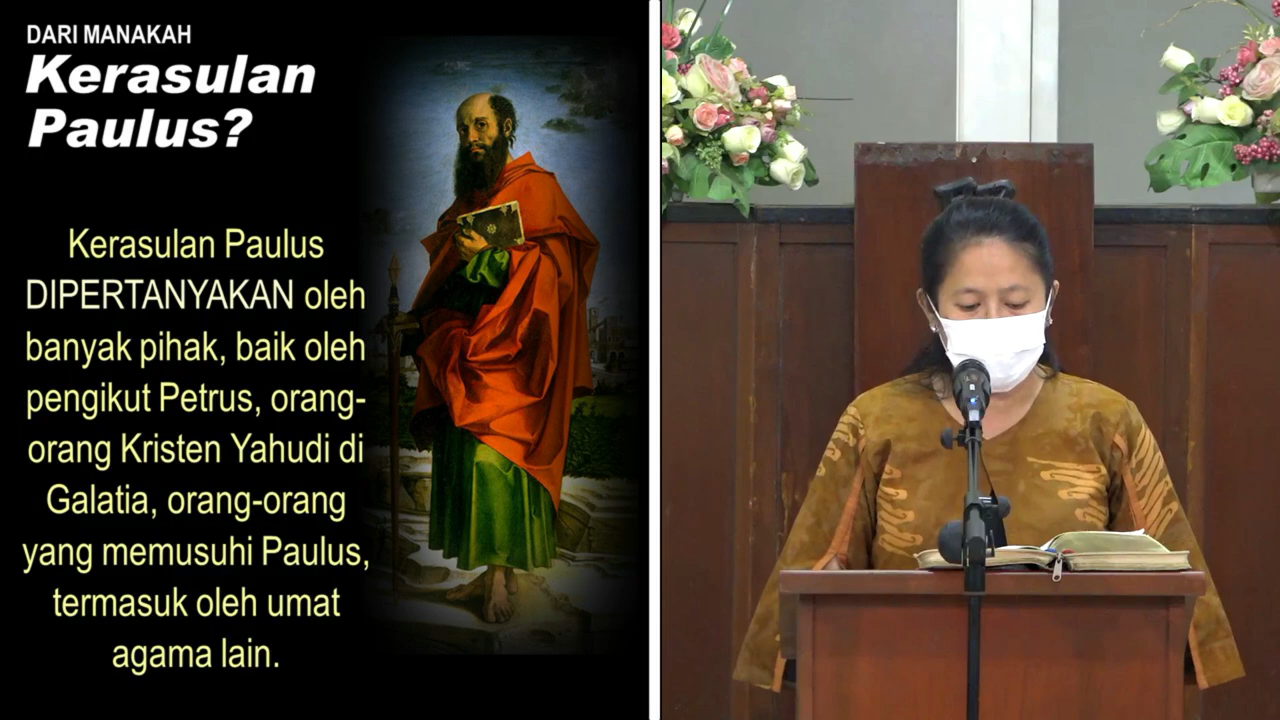 DARI MANAKAH
Kerasulan
Paulus?
Kerasulan Paulus
DIPERTANYAKAN oleh
banyak pihak, baik oleh
pengikut Petrus, orang-
orang Kristen Yahudi di
Galatia, orang-orang
yang memusuhi Paulus,
termasuk oleh umat
agama lain.